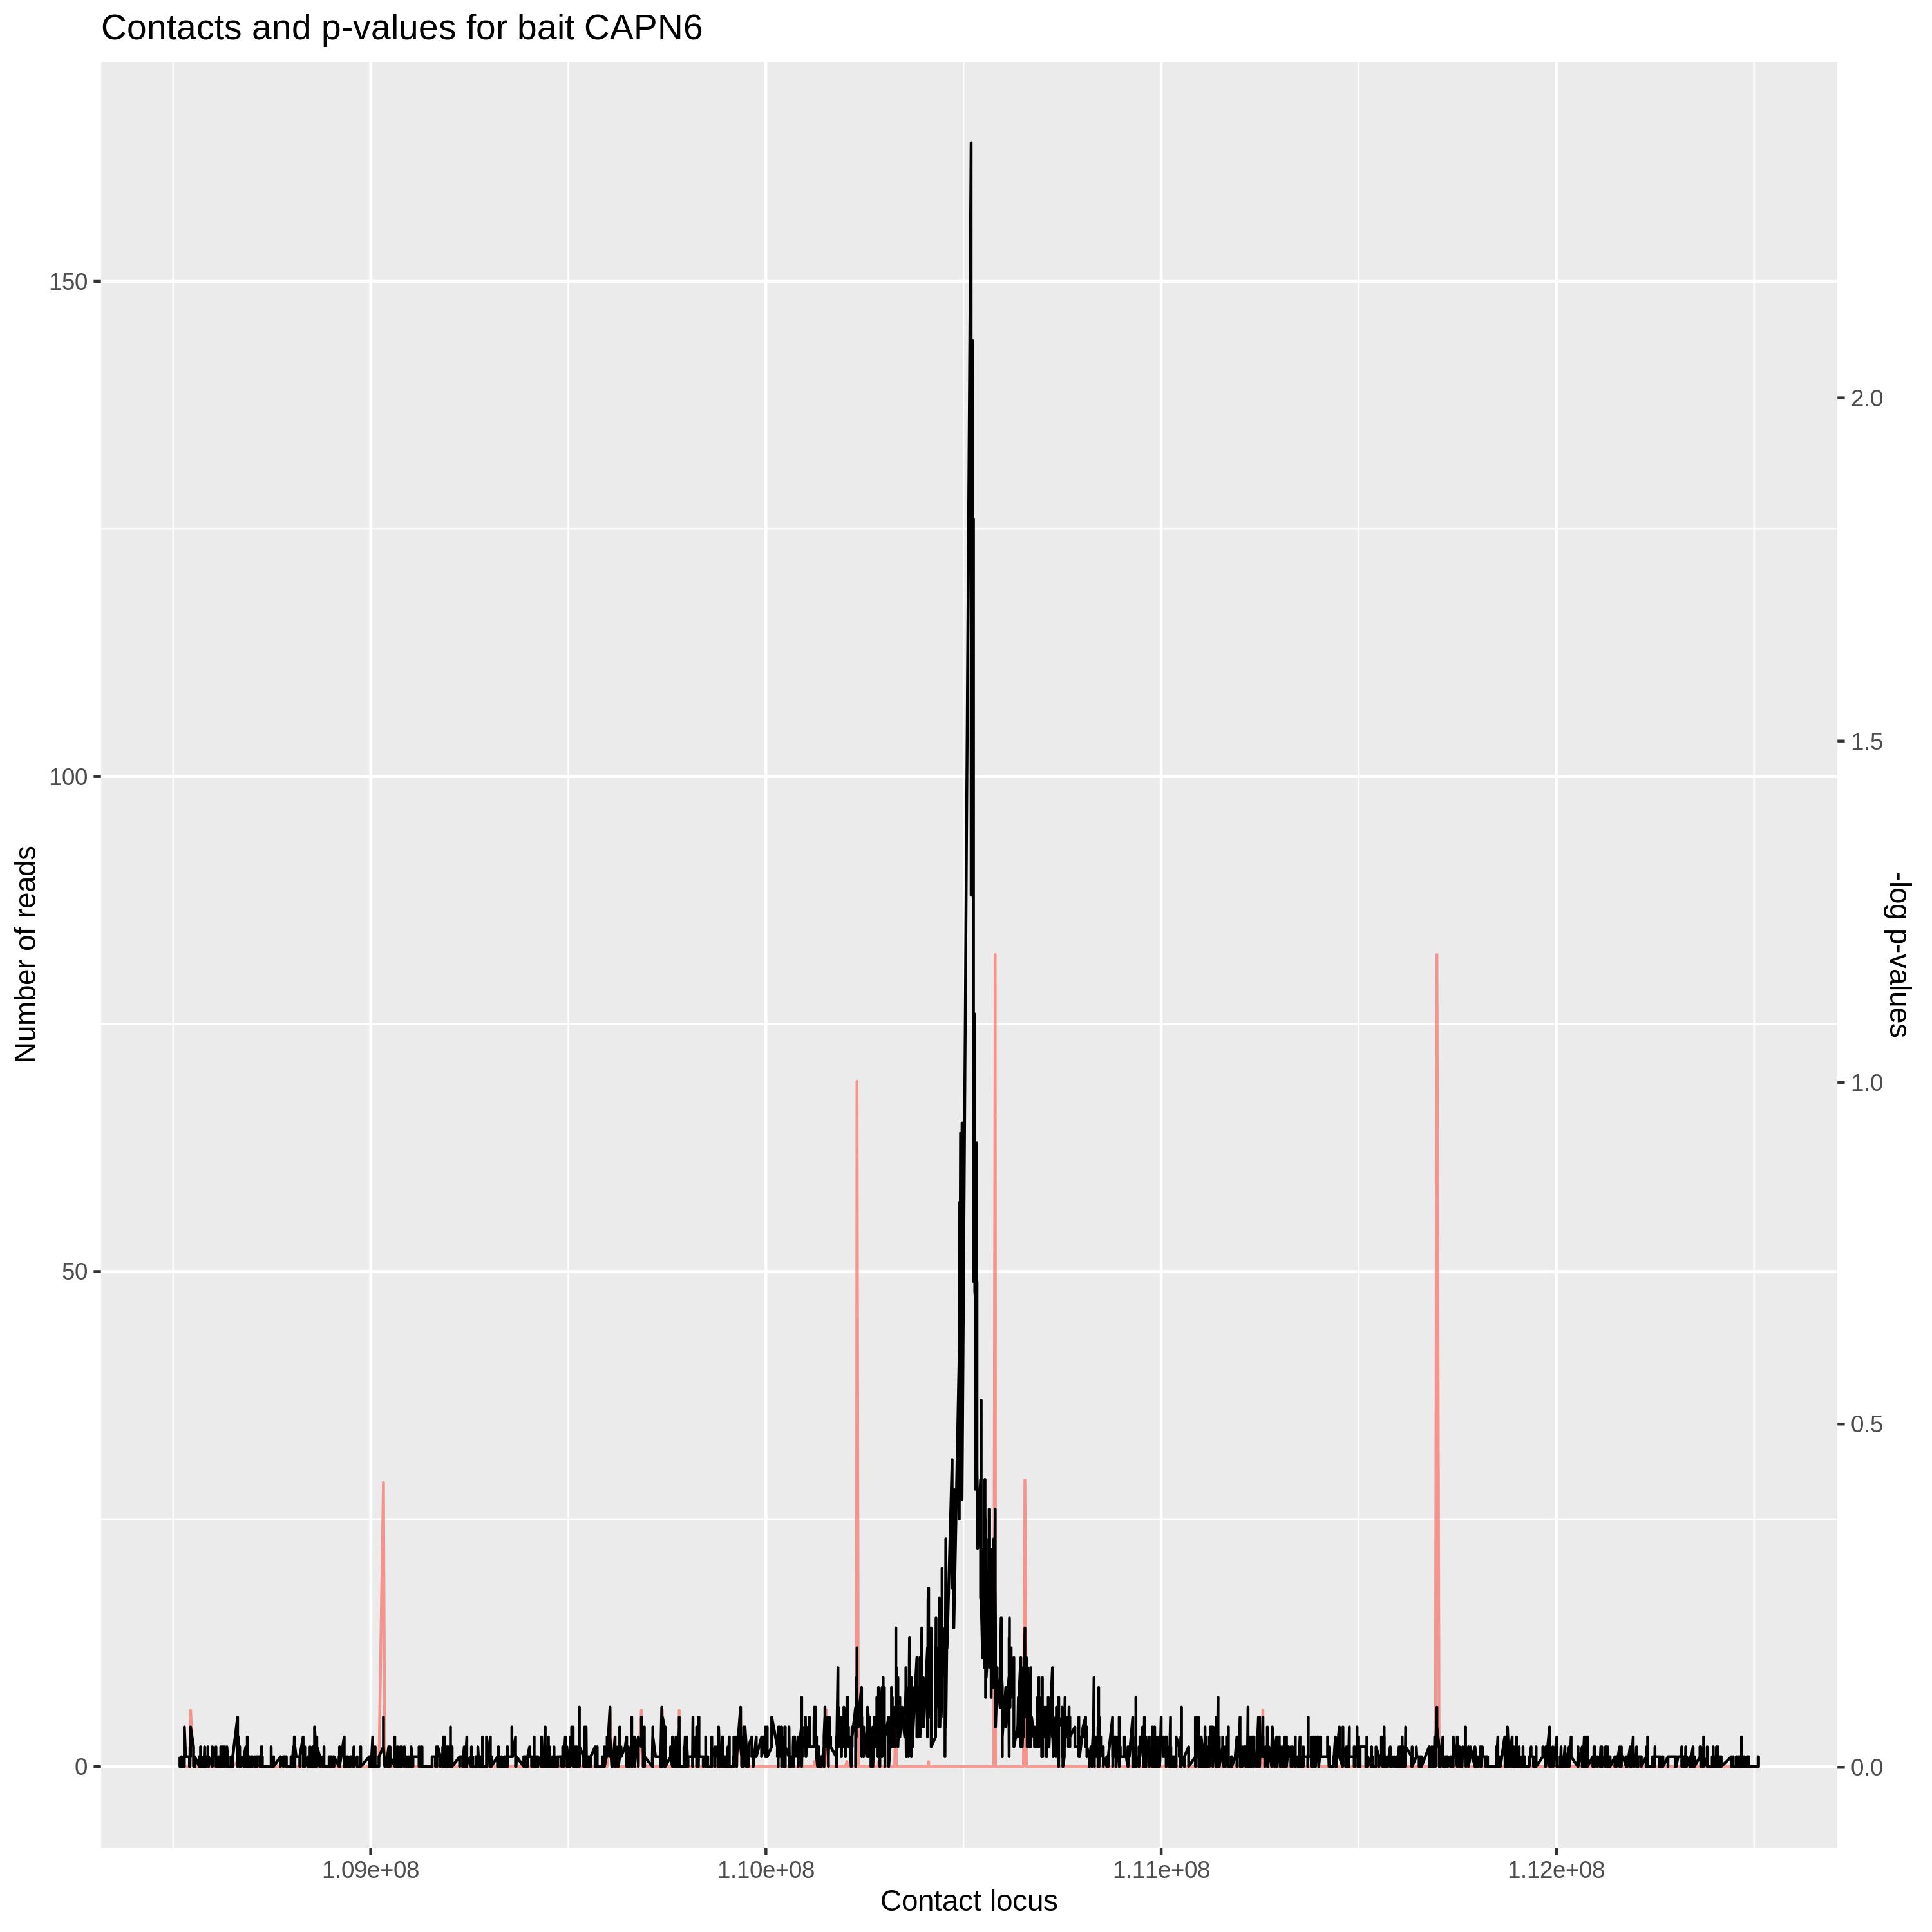 Contacts and p-values for bait CAPN6
150
100
50
0
Number of reads
2.0
1.5
1.0
0.5
0.0
-log p-values
1.09e+08
1.10e+08
1.11e+08
1.12e+08
Contact locus